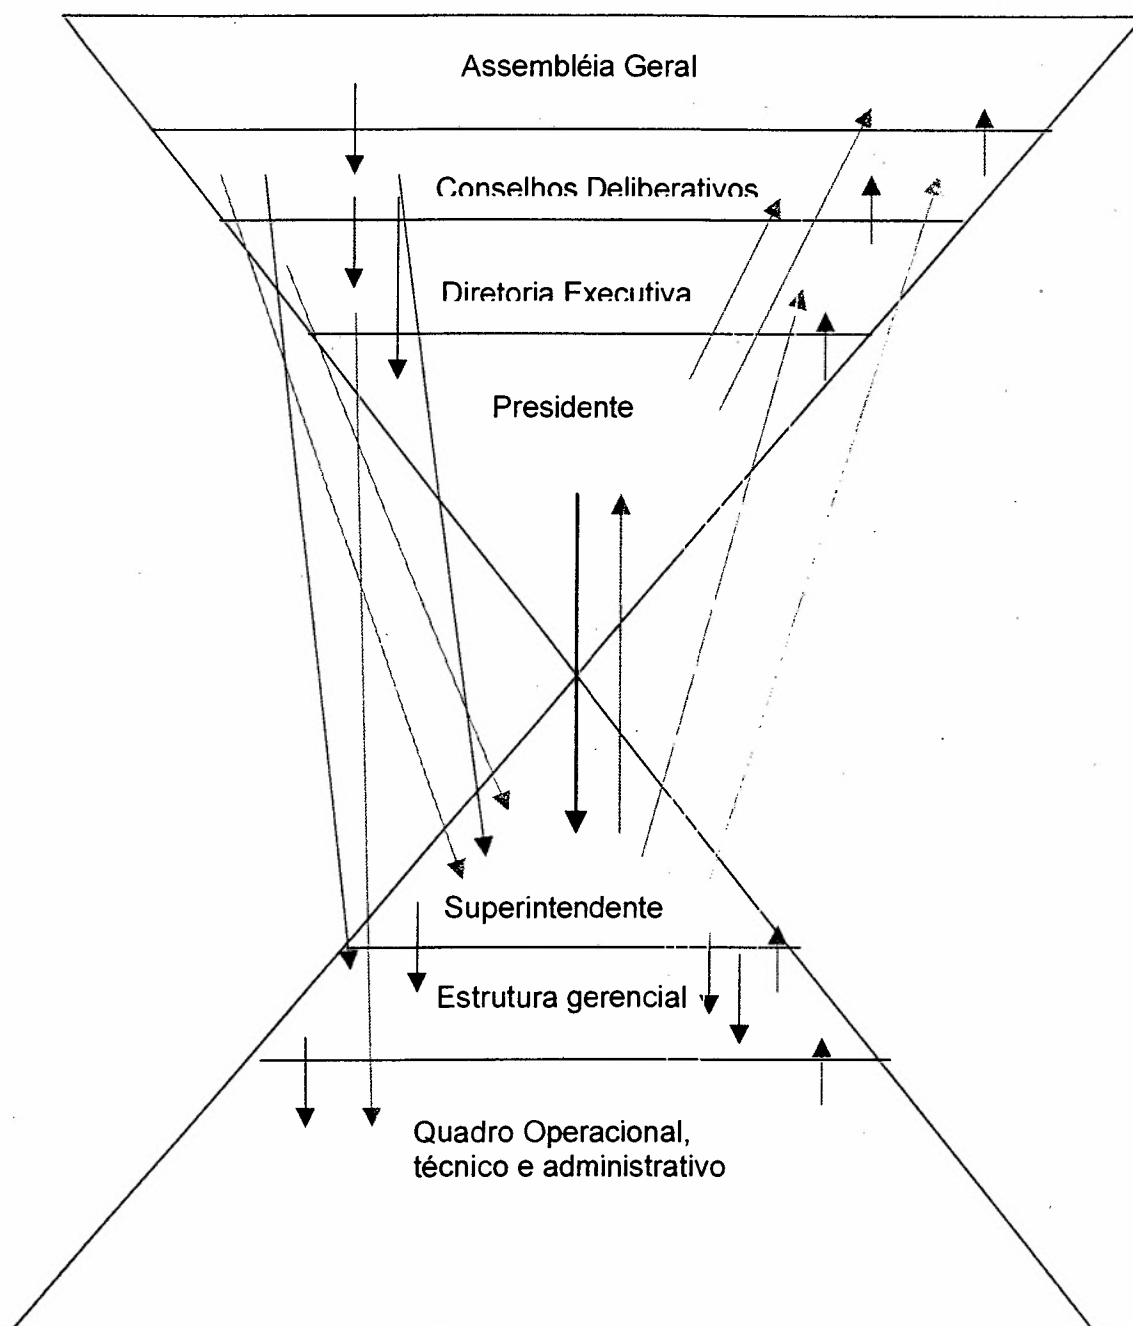 Assembléia Geral
Conselhos Deliberativos
Diretoria Executiva
Presidente
Superintendente
Estrutura gerencial
Quadro Operacional,
técnico e administrativo